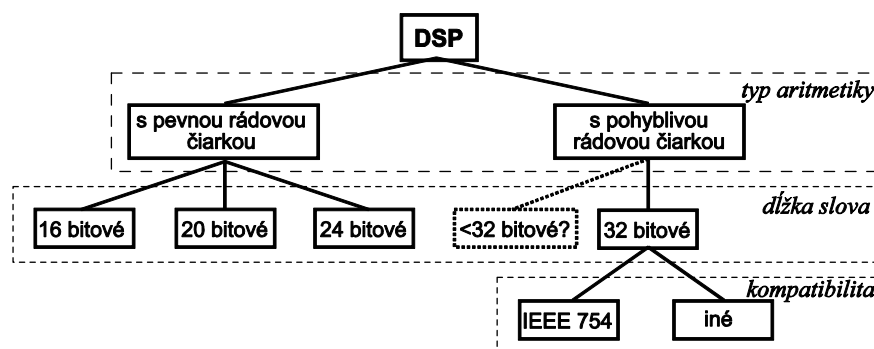 DSP
typ aritmetiky
s pevnou rádovou
čiarkou
s pohyblivou
rádovou čiarkou
dĺžka slova
16 bitové
20 bitové
24 bitové
<32 bitové?
32 bitové
kompatibilita
IEEE 754
iné